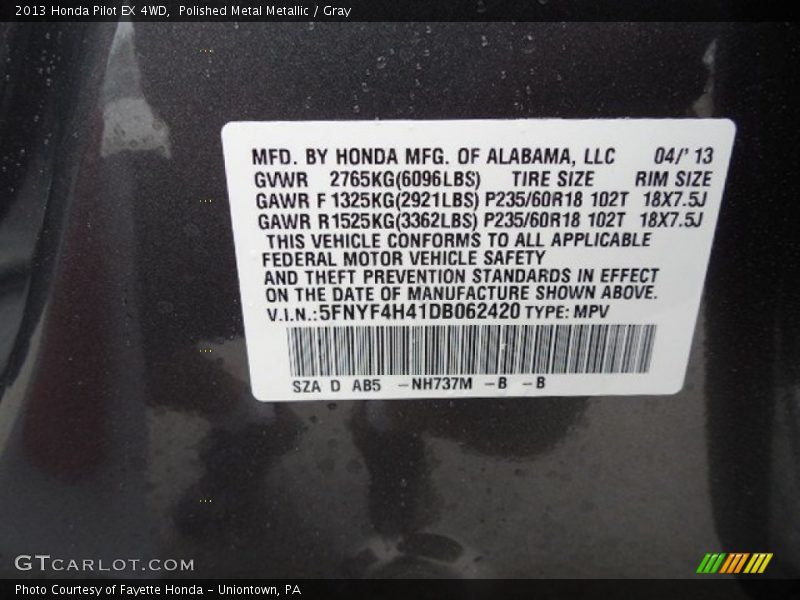 2013 Honda Pilot EX 4WD,  Polished Metal Metallic / Gray
MFD. BY HONDA MFG. OF ALABAMA, LLC 04/' 13
GVWR 2765KG(6096LBS) TIRE SIZE RIM SIZE
GAWR F 1325KG(2921LBS) P235/60R18 102T 18X7.5J
GAWR R 1525KG(3362LBS) P235/60R18 102T 18X7.5J
THIS VEHICLE CONFORMS TO ALL APPLICABLE
FEDERAL MOTOR VEHICLE SAFETY
AND THEFT PREVENTION STANDARDS IN EFFECT
ON THE DATE OF MANUFACTURE SHOWN ABOVE.
V.I.N.:5FNYF4H41DB062420 TYPE: MPV
SZA D AB5 -NH737M -B -B
GTCARLOT.COM
Photo Courtesy of Fayette Honda - Uniontown, PA